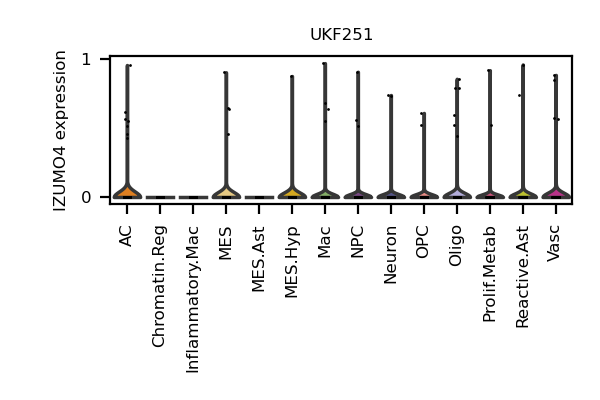 UKF251
IZUMO4 expression
1
0
AC
Chromatin.Reg
Inflammatory.Mac
MES
MES.Ast
MES.Hyp
Mac
NPC
Neuron
OPC
Oligo
Prolif.Metab
Reactive.Ast
Vasc